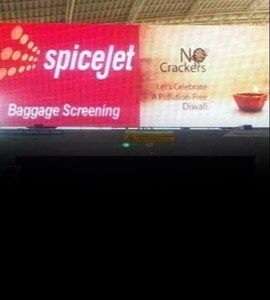 spicejet
Baggage Screening
NO
Crackers
Let's Celebrate
A Pollution-Free
Diwali